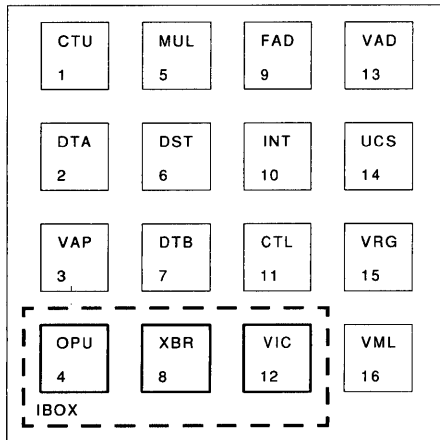 CTU MUL FAD VAD
1 5 9 13
DTA DST INT UCS
2 6 10 14
VAP DTB CTL VRG
3 7 11 15
OPU XBR VIC VML
4 8 12 16
IBOX